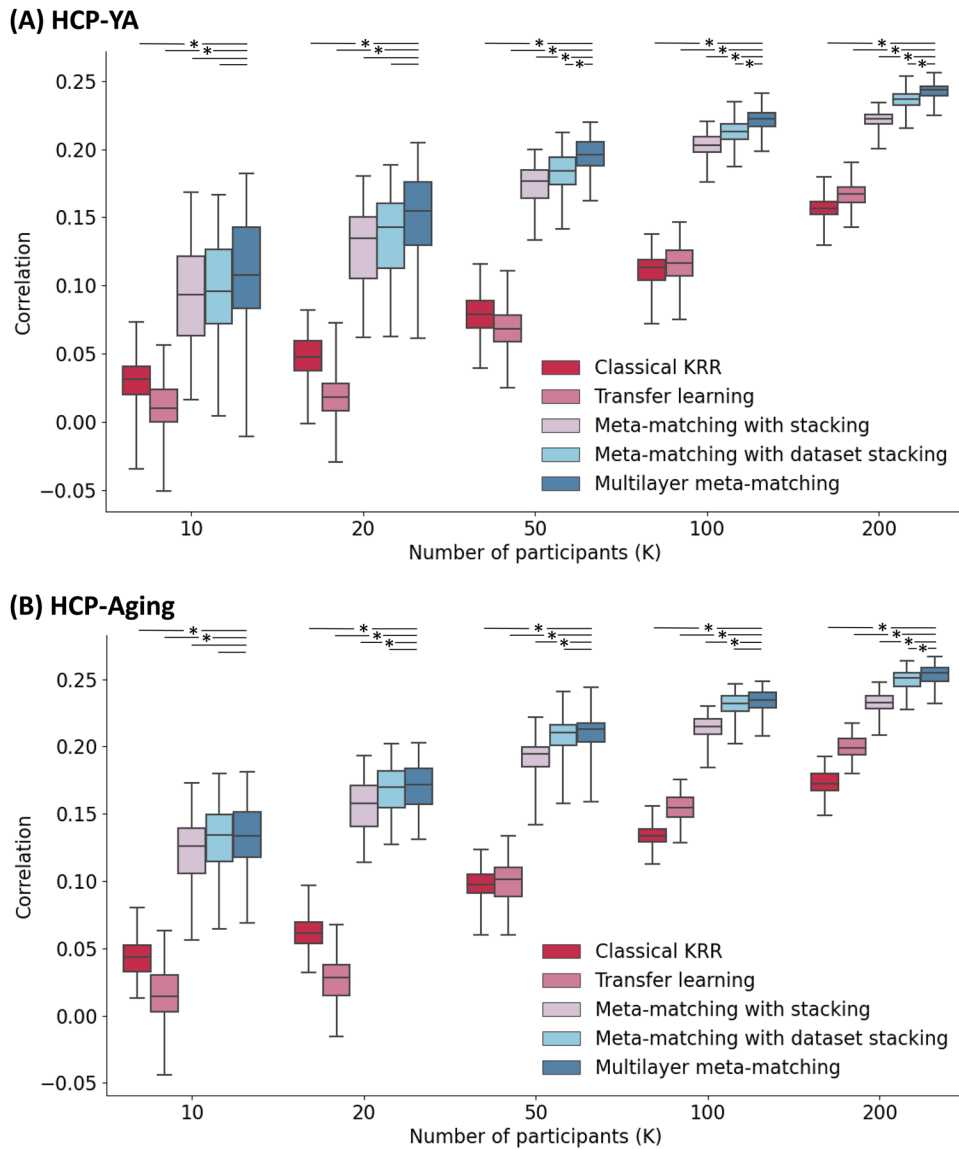 (A) HCP-YA
* * * * *
* * * * *
* * *
* * *
0.25
0.20
0.15
0.10
0.05
0.00
−0.05
Correlation
Classical KRR
Transfer learning
Meta-matching with stacking
Meta-matching with dataset stacking
Multilayer meta-matching
10 20 50 100 200
Number of participants (K)
(B) HCP-Aging
* * * * *
* * * * *
* * * *
*
0.25
0.20
0.15
0.10
0.05
0.00
−0.05
Correlation
Classical KRR
Transfer learning
Meta-matching with stacking
Meta-matching with dataset stacking
Multilayer meta-matching
10 20 50 100 200
Number of participants (K)